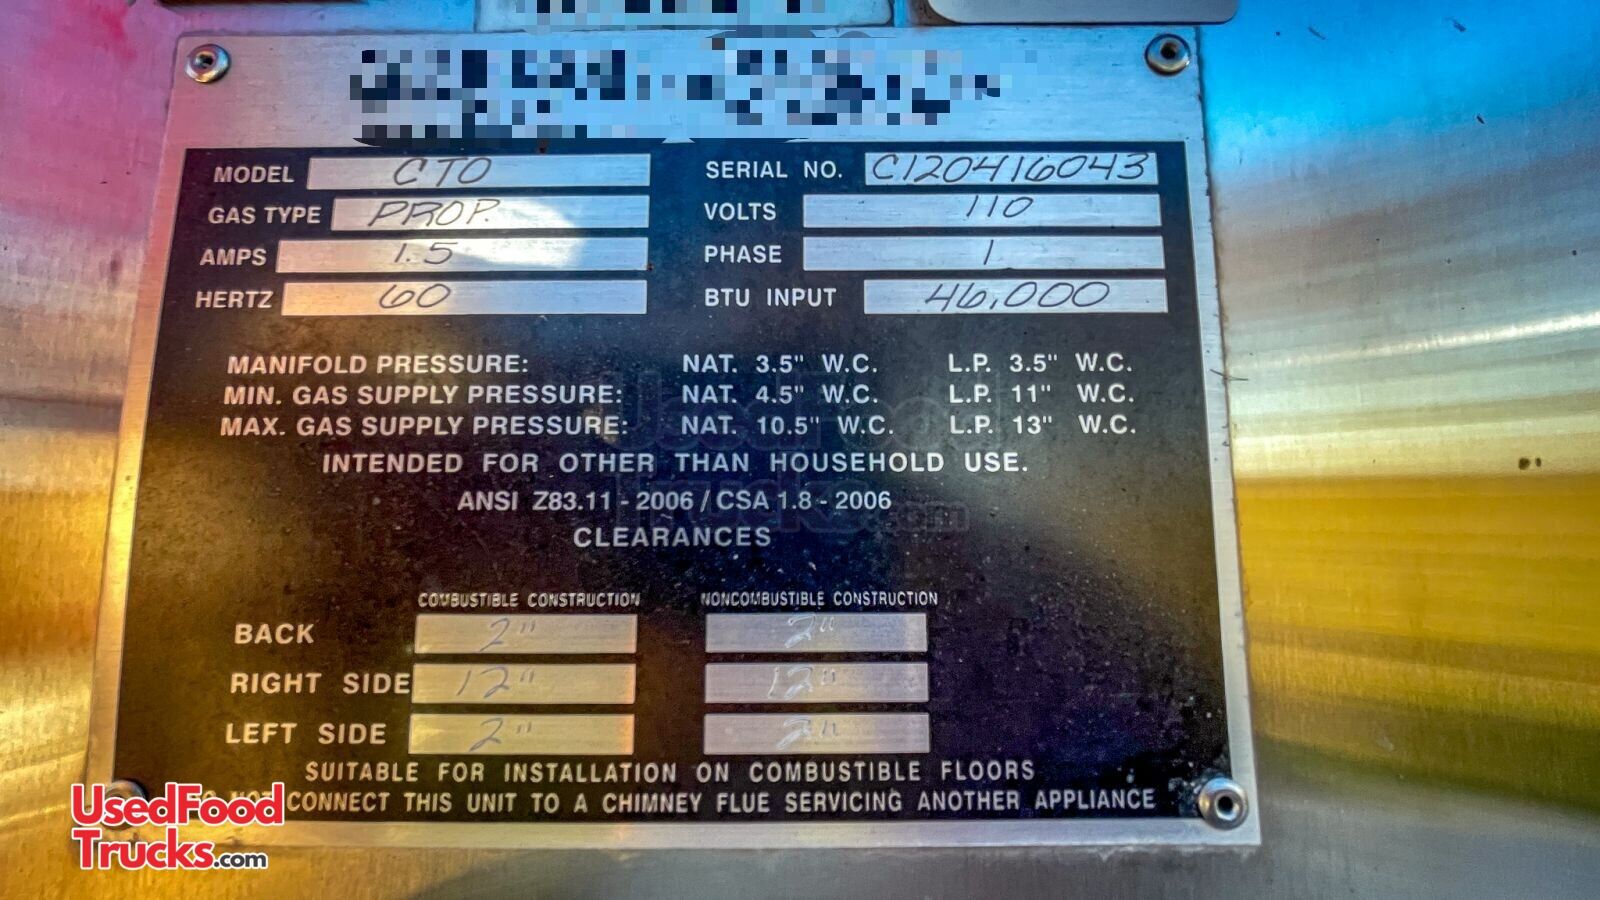 MODEL CTO SERIAL NO. C120416043
GAS TYPE PROP. VOLTS 110
AMPS 1.5 PHASE 1
HERTZ 60 BTU INPUT 46,000
MANIFOLD PRESSURE: NAT. 3.5" W.C. L.P. 3.5" W.C.
MIN. GAS SUPPLY PRESSURE: NAT. 4.5" W.C. L.P. 11" W.C.
MAX. GAS SUPPLY PRESSURE: NAT. 10.5" W.C. L.P. 13" W.C.
INTENDED FOR OTHER THAN HOUSEHOLD USE.
ANSI Z83.11 - 2006 / CSA 1.8 - 2006
CLEARANCES
COMBUSTIBLE CONSTRUCTION NONCOMBUSTIBLE CONSTRUCTION
BACK 2" 2"
RIGHT SIDE 12" 12"
LEFT SIDE 2" 2"
SUITABLE FOR INSTALLATION ON COMBUSTIBLE FLOORS
NOT CONNECT THIS UNIT TO A CHIMNEY FLUE SERVICING ANOTHER APPLIANCE
UsedFood
Trucks.com
UsedFood
Trucks.com